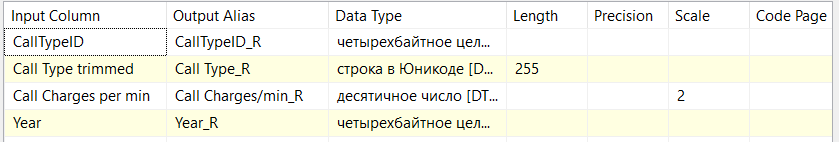 Input Column Output Alias Data Type Length Precision Scale Code Page
CallTypeID CallTypeID_R четырехбайтное цел...
Call Type trimmed Call Type_R строка в Юникоде [D... 255
Call Charges per min Call Charges/min_R десятичное число [DT... 2
Year Year_R четырехбайтное цел...